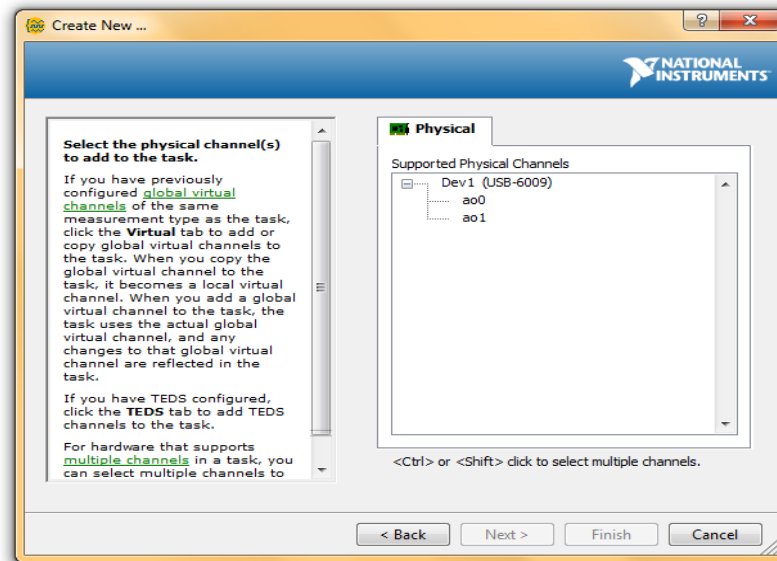 Create New ...
NATIONAL
INSTRUMENTS
Select the physical channel(s)
to add to the task.
If you have previously
configured global virtual
channels of the same
measurement type as the task,
click the Virtual tab to add or
copy global virtual channels to
the task. When you copy the
global virtual channel to the
task, it becomes a local virtual
channel. When you add a global
virtual channel to the task, the
task uses the actual global
virtual channel, and any
changes to that global virtual
channel are reflected in the
task.
If you have TEDS configured,
click the TEDS tab to add TEDS
channels to the task.
For hardware that supports
multiple channels in a task, you
can select multiple channels to
Physical
Supported Physical Channels
Dev1 (USB-6009)
ao0
ao1
<Ctrl> or <Shift> click to select multiple channels.
< Back Next > Finish Cancel